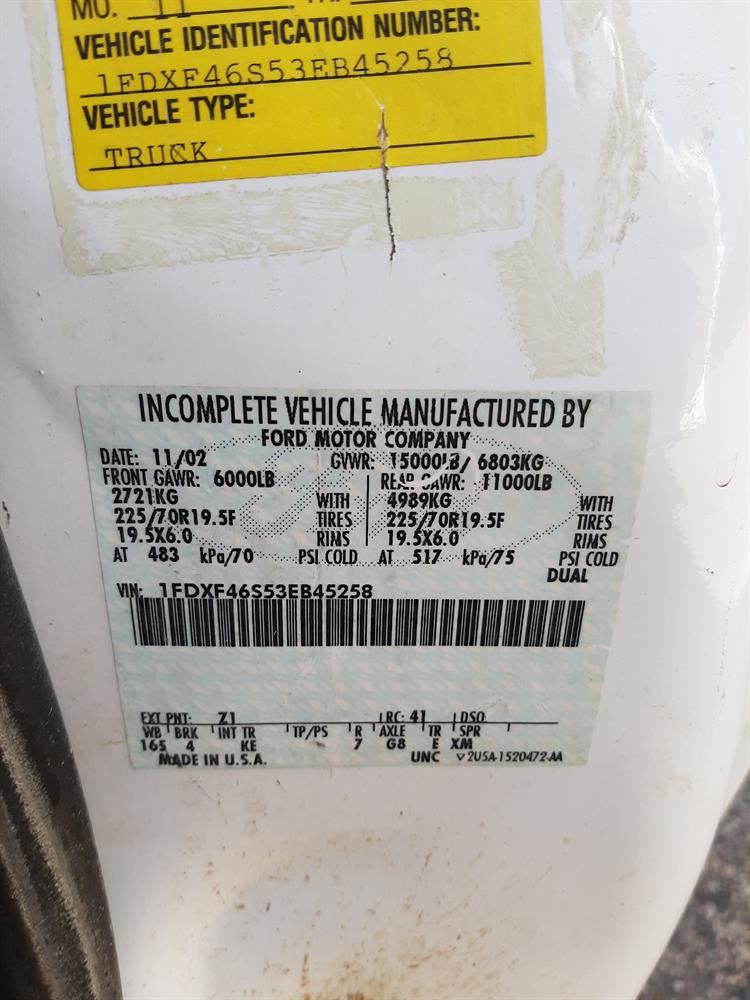 MO. 11
VEHICLE IDENTIFICATION NUMBER:
1FDXF46S53EB45258
VEHICLE TYPE:
TRUCK
INCOMPLETE VEHICLE MANUFACTURED BY
FORD MOTOR COMPANY
DATE: 11/02 GVWR: 15000LB/ 6803KG
FRONT GAWR: 6000LB REAR GAWR: 11000LB
2721KG WITH 4989KG WITH
225/70R19.5F TIRES 225/70R19.5F TIRES
19.5X6.0 RIMS 19.5X6.0 RIMS
AT 483 kPa/70 PSI COLD AT 517 kPa/75 PSI COLD
DUAL
VIN: 1FDXF46S53EB45258
EXT PNT: Z1 RC: 41 DSO
WB BRK INT TR TP/PS R AXLE TR SPR
165 4 KE 7 G8 E XM
MADE IN U.S.A. UNC ▽ 2U5A-1520472-AA